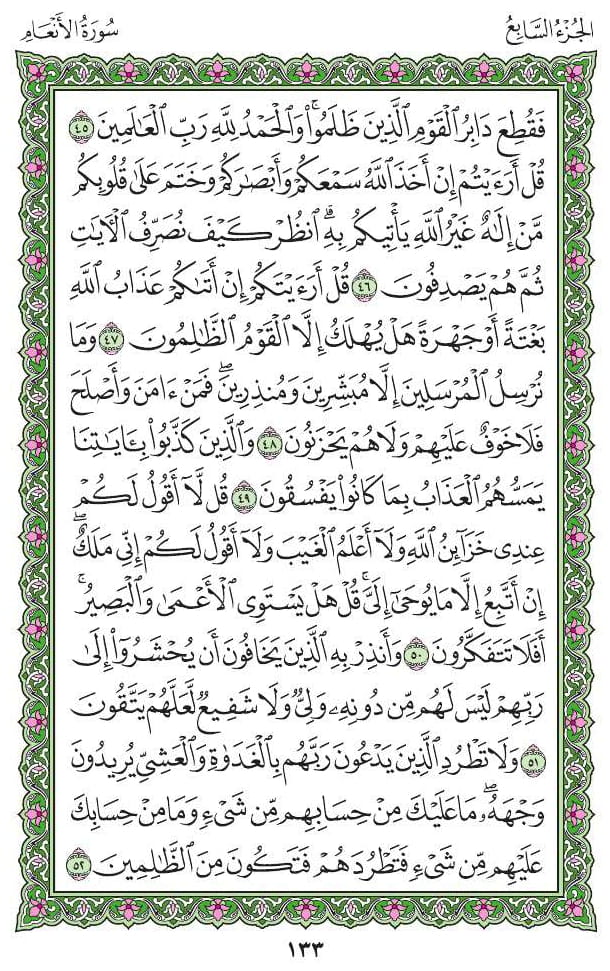 الجُزْءُ السَّابِعُ
سُورَةُ الأَنْعَامِ
فَقُطِعَ دَابِرُ ٱلۡقَوۡمِ ٱلَّذِينَ ظَلَمُواْۚ وَٱلۡحَمۡدُ لِلَّهِ رَبِّ ٱلۡعَٰلَمِينَ ٤٥
قُلۡ أَرَءَيۡتُمۡ إِنۡ أَخَذَ ٱللَّهُ سَمۡعَكُمۡ وَأَبۡصَٰرَكُمۡ وَخَتَمَ عَلَىٰ قُلُوبِكُم
مَّنۡ إِلَٰهٌ غَيۡرُ ٱللَّهِ يَأۡتِيكُم بِهِۗ ٱنظُرۡ كَيۡفَ نُصَرِّفُ ٱلۡأٓيَٰتِ
ثُمَّ هُمۡ يَصۡدِفُونَ ٤٦ قُلۡ أَرَءَيۡتَكُمۡ إِنۡ أَتَىٰكُمۡ عَذَابُ ٱللَّهِ
بَغۡتَةً أَوۡ جَهۡرَةً هَلۡ يُهۡلَكُ إِلَّا ٱلۡقَوۡمُ ٱلظَّٰلِمُونَ ٤٧ وَمَا
نُرۡسِلُ ٱلۡمُرۡسَلِينَ إِلَّا مُبَشِّرِينَ وَمُنذِرِينَۖ فَمَنۡ ءَامَنَ وَأَصۡلَحَ
فَلَا خَوۡفٌ عَلَيۡهِمۡ وَلَا هُمۡ يَحۡزَنُونَ ٤٨ وَٱلَّذِينَ كَذَّبُواْ بِـَٔايَٰتِنَا
يَمَسُّهُمُ ٱلۡعَذَابُ بِمَا كَانُواْ يَفۡسُقُونَ ٤٩ قُل لَّآ أَقُولُ لَكُمۡ
عِندِي خَزَآئِنُ ٱللَّهِ وَلَآ أَعۡلَمُ ٱلۡغَيۡبَ وَلَآ أَقُولُ لَكُمۡ إِنِّي مَلَكٌۖ
إِنۡ أَتَّبِعُ إِلَّا مَا يُوحَىٰٓ إِلَيَّۚ قُلۡ هَلۡ يَسۡتَوِي ٱلۡأَعۡمَىٰ وَٱلۡبَصِيرُۚ
أَفَلَا تَتَفَكَّرُونَ ٥٠ وَأَنذِرۡ بِهِ ٱلَّذِينَ يَخَافُونَ أَن يُحۡشَرُوٓاْ إِلَىٰ
رَبِّهِمۡ لَيۡسَ لَهُم مِّن دُونِهِۦ وَلِيٌّ وَلَا شَفِيعٌ لَّعَلَّهُمۡ يَتَّقُونَ
٥١ وَلَا تَطۡرُدِ ٱلَّذِينَ يَدۡعُونَ رَبَّهُم بِٱلۡغَدَوٰةِ وَٱلۡعَشِيِّ يُرِيدُونَ
وَجۡهَهُۥۖ مَا عَلَيۡكَ مِنۡ حِسَابِهِم مِّن شَيۡءٍ وَمَا مِنۡ حِسَابِكَ
عَلَيۡهِم مِّن شَيۡءٍ فَتَطۡرُدَهُمۡ فَتَكُونَ مِنَ ٱلظَّٰلِمِينَ ٥٢
١٣٣